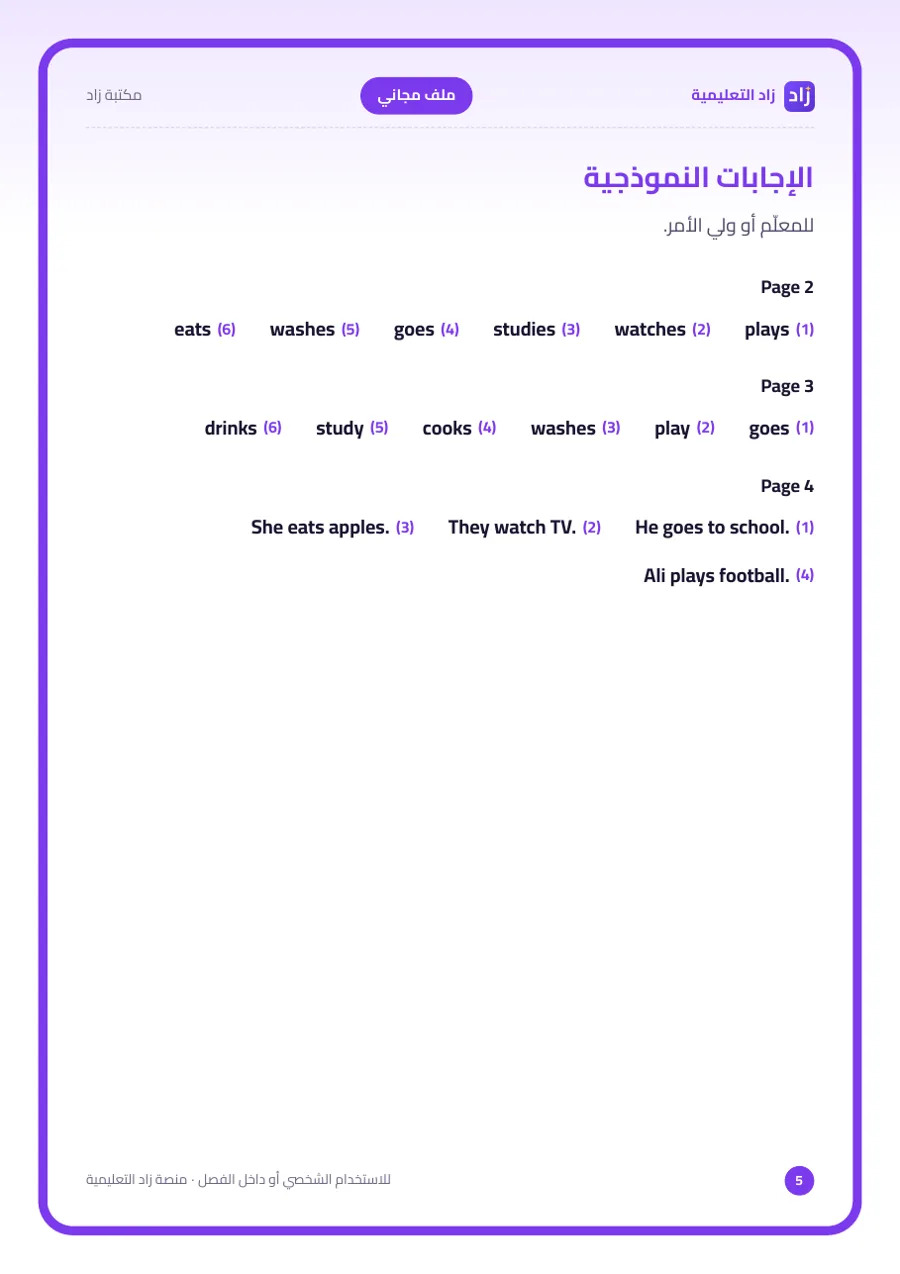 زاد زاد التعليمية ملف مجاني مكتبة زاد
الإجابات النموذجية
للمعلّم أو ولي الأمر.
Page 2
(1) plays (2) watches (3) studies (4) goes (5) washes (6) eats
Page 3
(1) goes (2) play (3) washes (4) cooks (5) study (6) drinks
Page 4
(1) He goes to school. (2) They watch TV. (3) She eats apples.
(4) Ali plays football.
5 للاستخدام الشخصي أو داخل الفصل · منصة زاد التعليمية